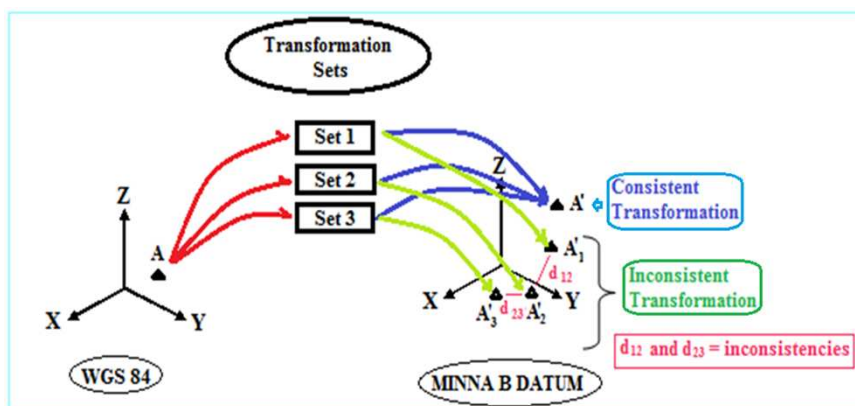 Transformation
Sets
Set 1
Set 2
Set 3
Z
A
X
Y
WGS 84
Z
A'
Consistent
Transformation
A'1
d12
X
Y
A'3
d23
A'2
Inconsistent
Transformation
d12 and d23 = inconsistencies
MINNA B DATUM